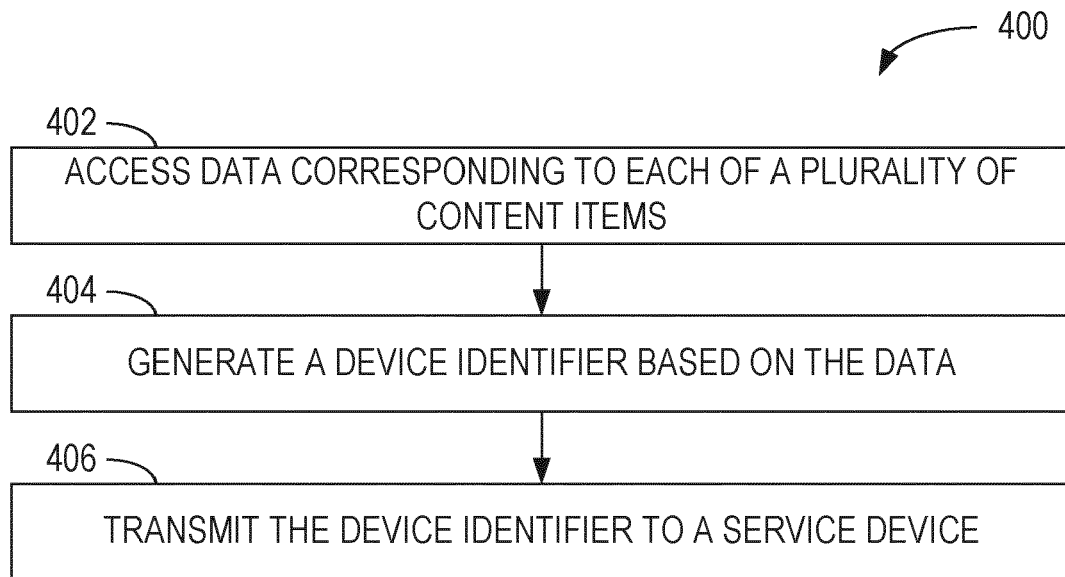 400
402
ACCESS DATA CORRESPONDING TO EACH OF A PLURALITY OF
CONTENT ITEMS
404
GENERATE A DEVICE IDENTIFIER BASED ON THE DATA
406
TRANSMIT THE DEVICE IDENTIFIER TO A SERVICE DEVICE